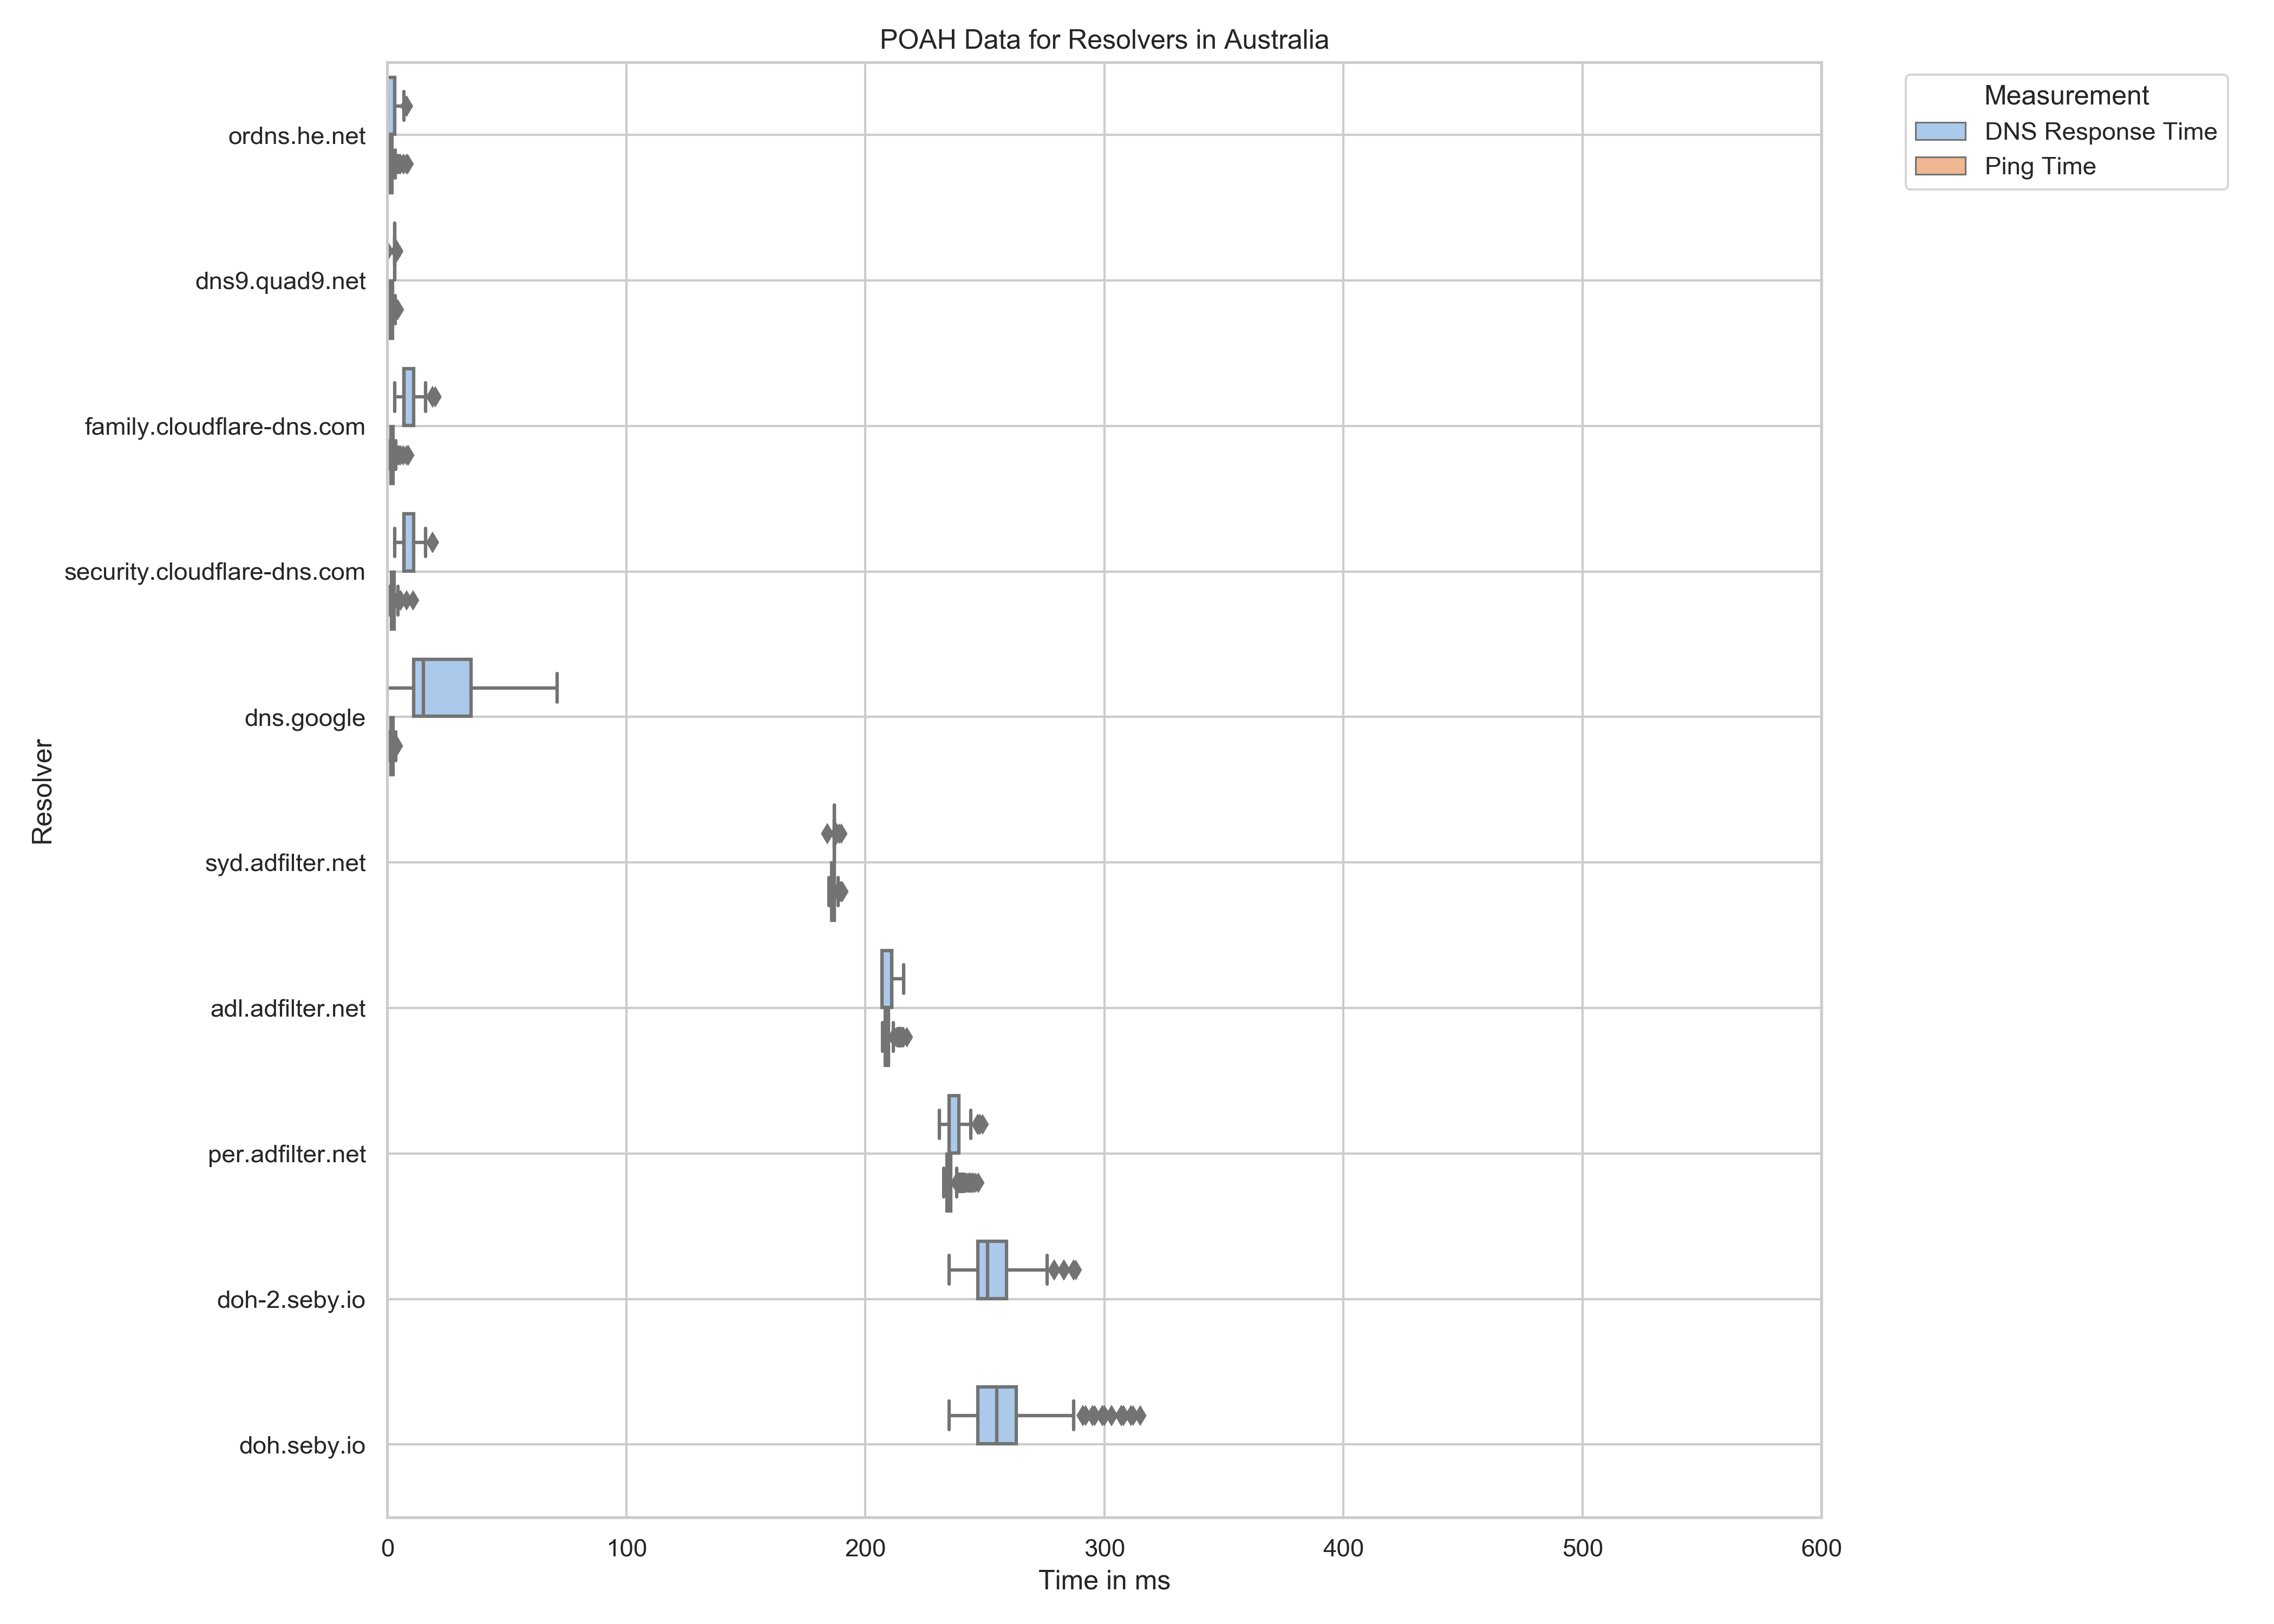 POAH Data for Resolvers in Australia
Measurement
DNS Response Time
Ping Time
Resolver
ordns.he.net
dns9.quad9.net
family.cloudflare-dns.com
security.cloudflare-dns.com
dns.google
syd.adfilter.net
adl.adfilter.net
per.adfilter.net
doh-2.seby.io
doh.seby.io
0 100 200 300 400 500 600
Time in ms